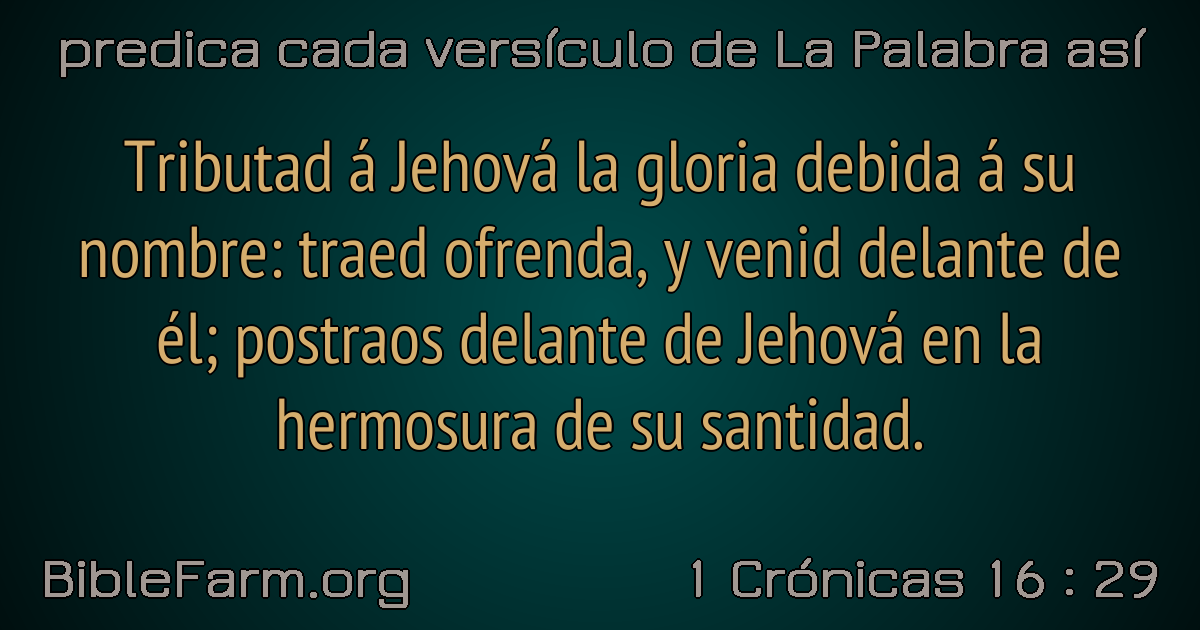 predica cada versículo de La Palabra así
Tributad á Jehová la gloria debida á su
nombre: traed ofrenda, y venid delante de
él; postraos delante de Jehová en la
hermosura de su santidad.
BibleFarm.org
1 Crónicas 16 : 29